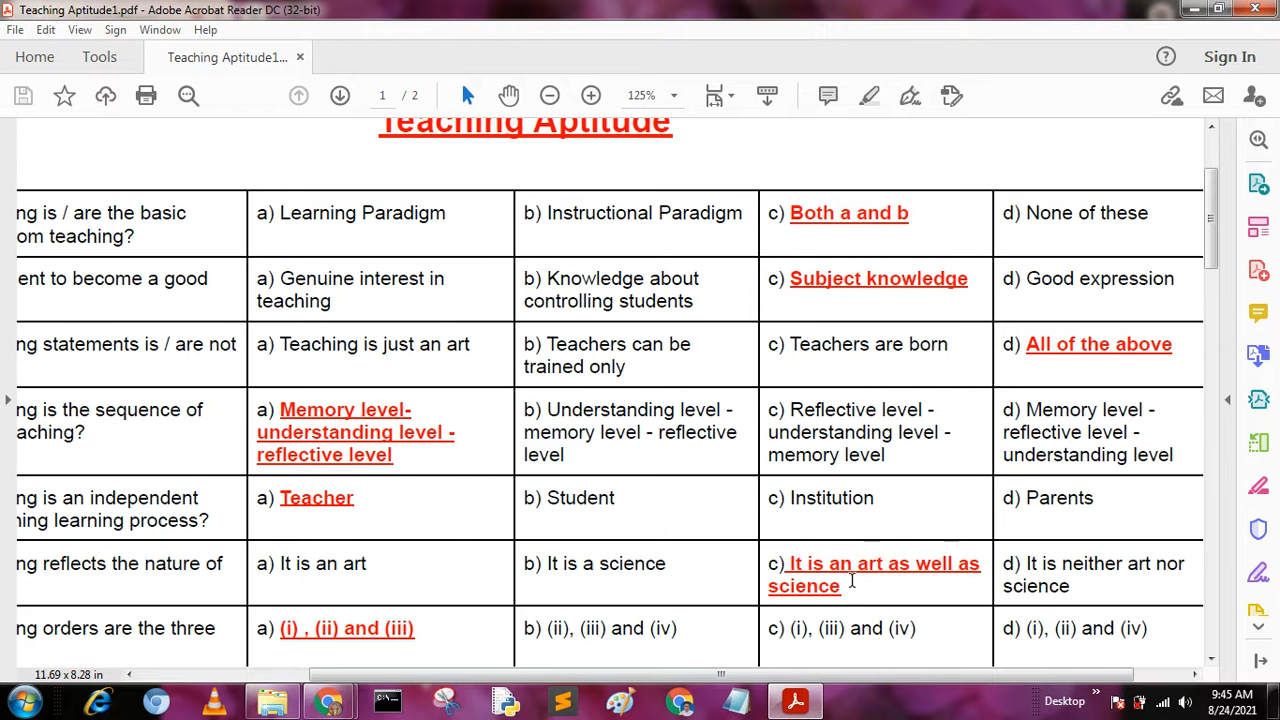 Teaching Aptitude1.pdf - Adobe Acrobat Reader DC (32-bit)
File Edit View Sign Window Help
Home Tools Teaching Aptitude1... × Sign In
1 / 2 125%
Teaching Aptitude
ng is / are the basic a) Learning Paradigm b) Instructional Paradigm c) Both a and b d) None of these
om teaching?
ent to become a good a) Genuine interest in b) Knowledge about c) Subject knowledge d) Good expression
teaching controlling students
ng statements is / are not a) Teaching is just an art b) Teachers can be c) Teachers are born d) All of the above
trained only
ng is the sequence of a) Memory level- b) Understanding level - c) Reflective level - d) Memory level -
aching? understanding level - memory level - reflective understanding level - reflective level -
reflective level level memory level understanding level
ng is an independent a) Teacher b) Student c) Institution d) Parents
ning learning process?
ng reflects the nature of a) It is an art b) It is a science c) It is an art as well as d) It is neither art nor
science science
ng orders are the three a) (i) , (ii) and (iii) b) (ii), (iii) and (iv) c) (i), (iii) and (iv) d) (i), (ii) and (iv)
11.69 x 8.28 in
Desktop » 9:45 AM
8/24/2021